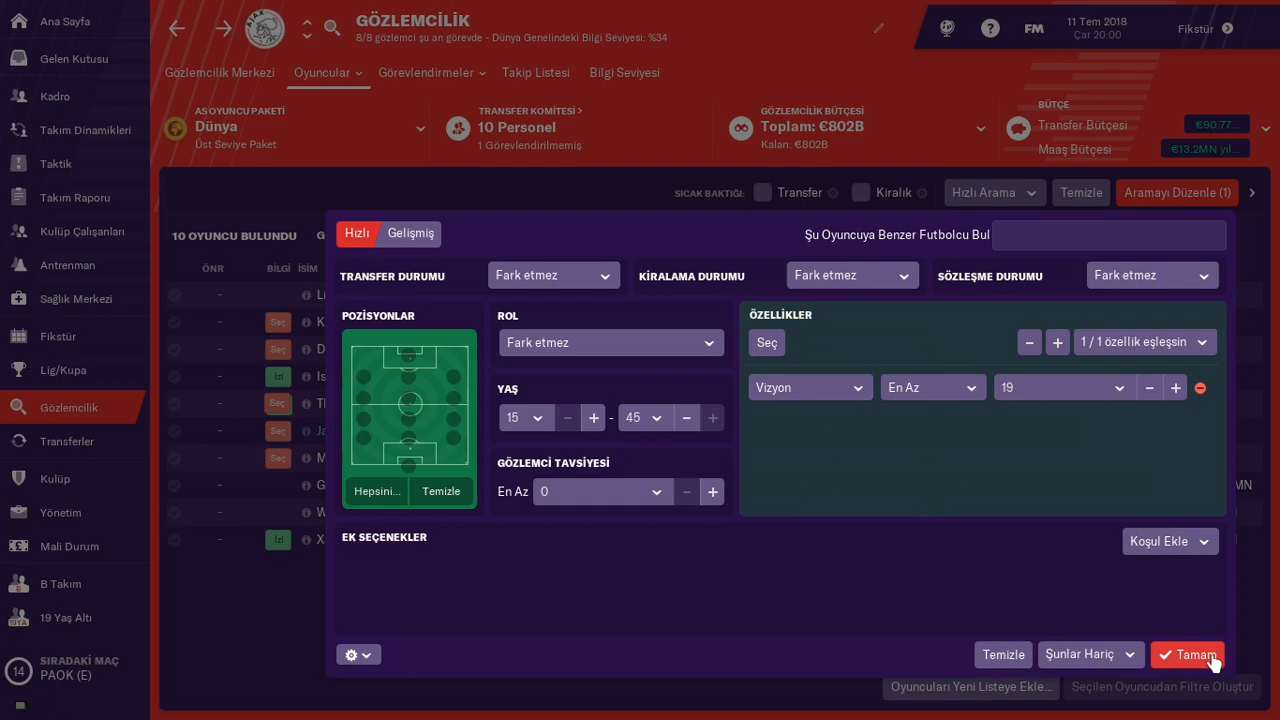 Ana Sayfa
Gelen Kutusu
Kadro
Takım Dinamikleri
Taktik
Takım Raporu
Kulüp Çalışanları
Antrenman
Sağlık Merkezi
Fikstür
Lig/Kupa
Gözlemcilik
Transferler
Kulüp
Yönetim
Mali Durum
B Takım
19 Yaş Altı
14
SIRADAKİ MAÇ
PAOK (E)
AJAX
GÖZLEMCİLİK
8/8 gözlemci şu an görevde - Dünya Genelindeki Bilgi Seviyesi: %34
FM
11 Tem 2018
Çar 20:00
Fikstür
Gözlemcilik Merkezi
Oyuncular
Görevlendirmeler
Takip Listesi
Bilgi Seviyesi
AS OYUNCU PAKETİ
Dünya
Üst Seviye Paket
TRANSFER KOMİTESİ >
10 Personel
1 Görevlendirilmemiş
GÖZLEMCİLİK BÜTÇESİ
Toplam: €802B
Kalan: €802B
BÜTÇE
Transfer Bütçesi
€90.77...
Maaş Bütçesi
€13.2MN yıl...
SICAK BAKTIĞI:
Transfer
Kiralık
Hızlı Arama
Temizle
Aramayı Düzenle (1)
10 OYUNCU BULUNDU
ÖNR
BİLGİ
İSİM
Seç
Seç
İzl
Seç
Seç
İzl
Hızlı
Gelişmiş
Şu Oyuncuya Benzer Futbolcu Bul
TRANSFER DURUMU
Fark etmez
KİRALAMA DURUMU
Fark etmez
SÖZLEŞME DURUMU
Fark etmez
POZİSYONLAR
Hepsini...
Temizle
ROL
Fark etmez
YAŞ
15
-
45
GÖZLEMCİ TAVSİYESİ
En Az
0
ÖZELLİKLER
Seç
1 / 1 özellik eşleşsin
Vizyon
En Az
19
EK SEÇENEKLER
Koşul Ekle
Temizle
Şunlar Hariç
Tamam
Oyuncuları Yeni Listeye Ekle...
Seçilen Oyuncudan Filtre Oluştur